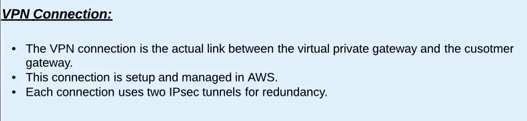 VPN Connection:
• The VPN connection is the actual link between the virtual private gateway and the cusotmer
gateway.
• This connection is setup and managed in AWS.
• Each connection uses two IPsec tunnels for redundancy.